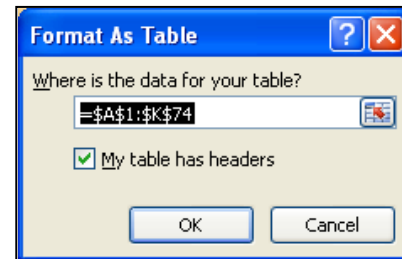 Format As Table
Where is the data for your table?
=$A$1:$K$74
My table has headers
OK Cancel